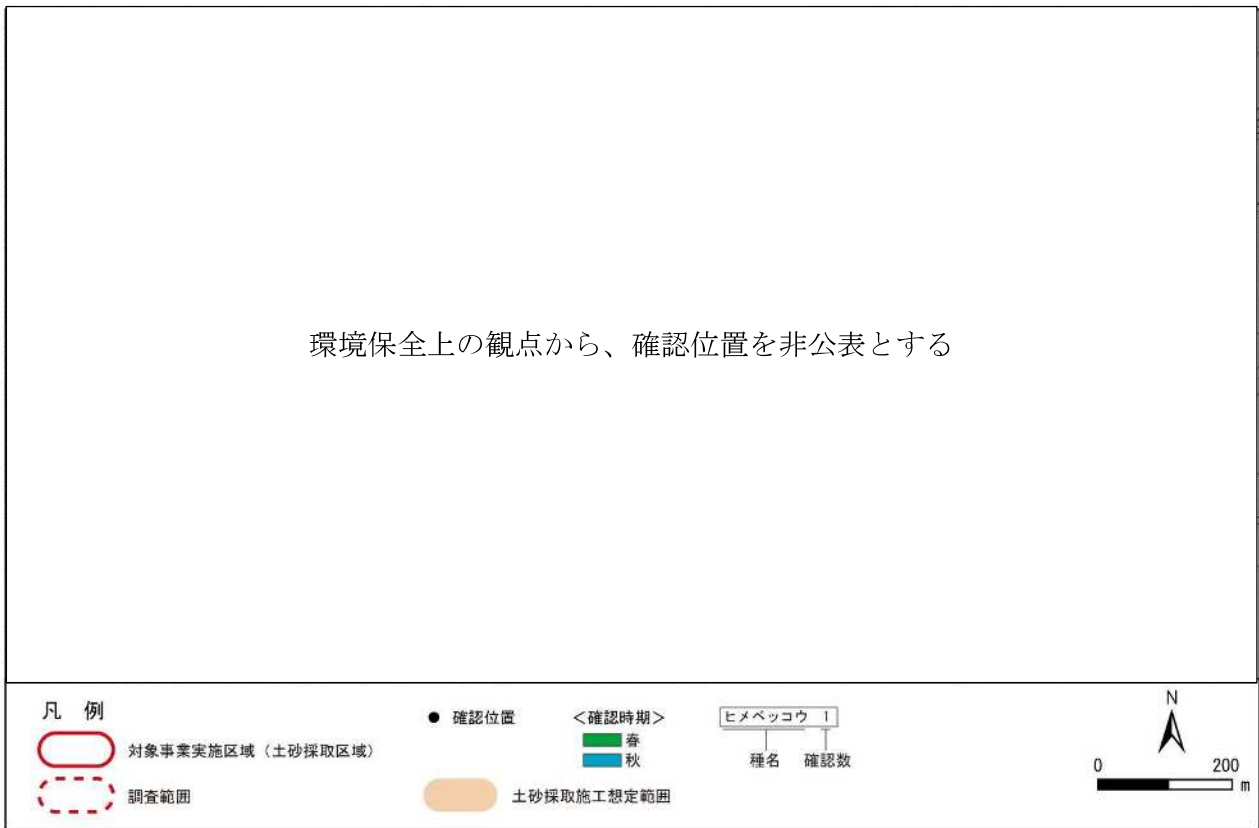 環境保全上の観点から、確認位置を非公表とする
凡 例
対象事業実施区域（土砂採取区域）
調査範囲
● 確認位置
＜確認時期＞
春
秋
土砂採取施工想定範囲
ヒメベッコウ 1
種名 確認数
N
0 200
m